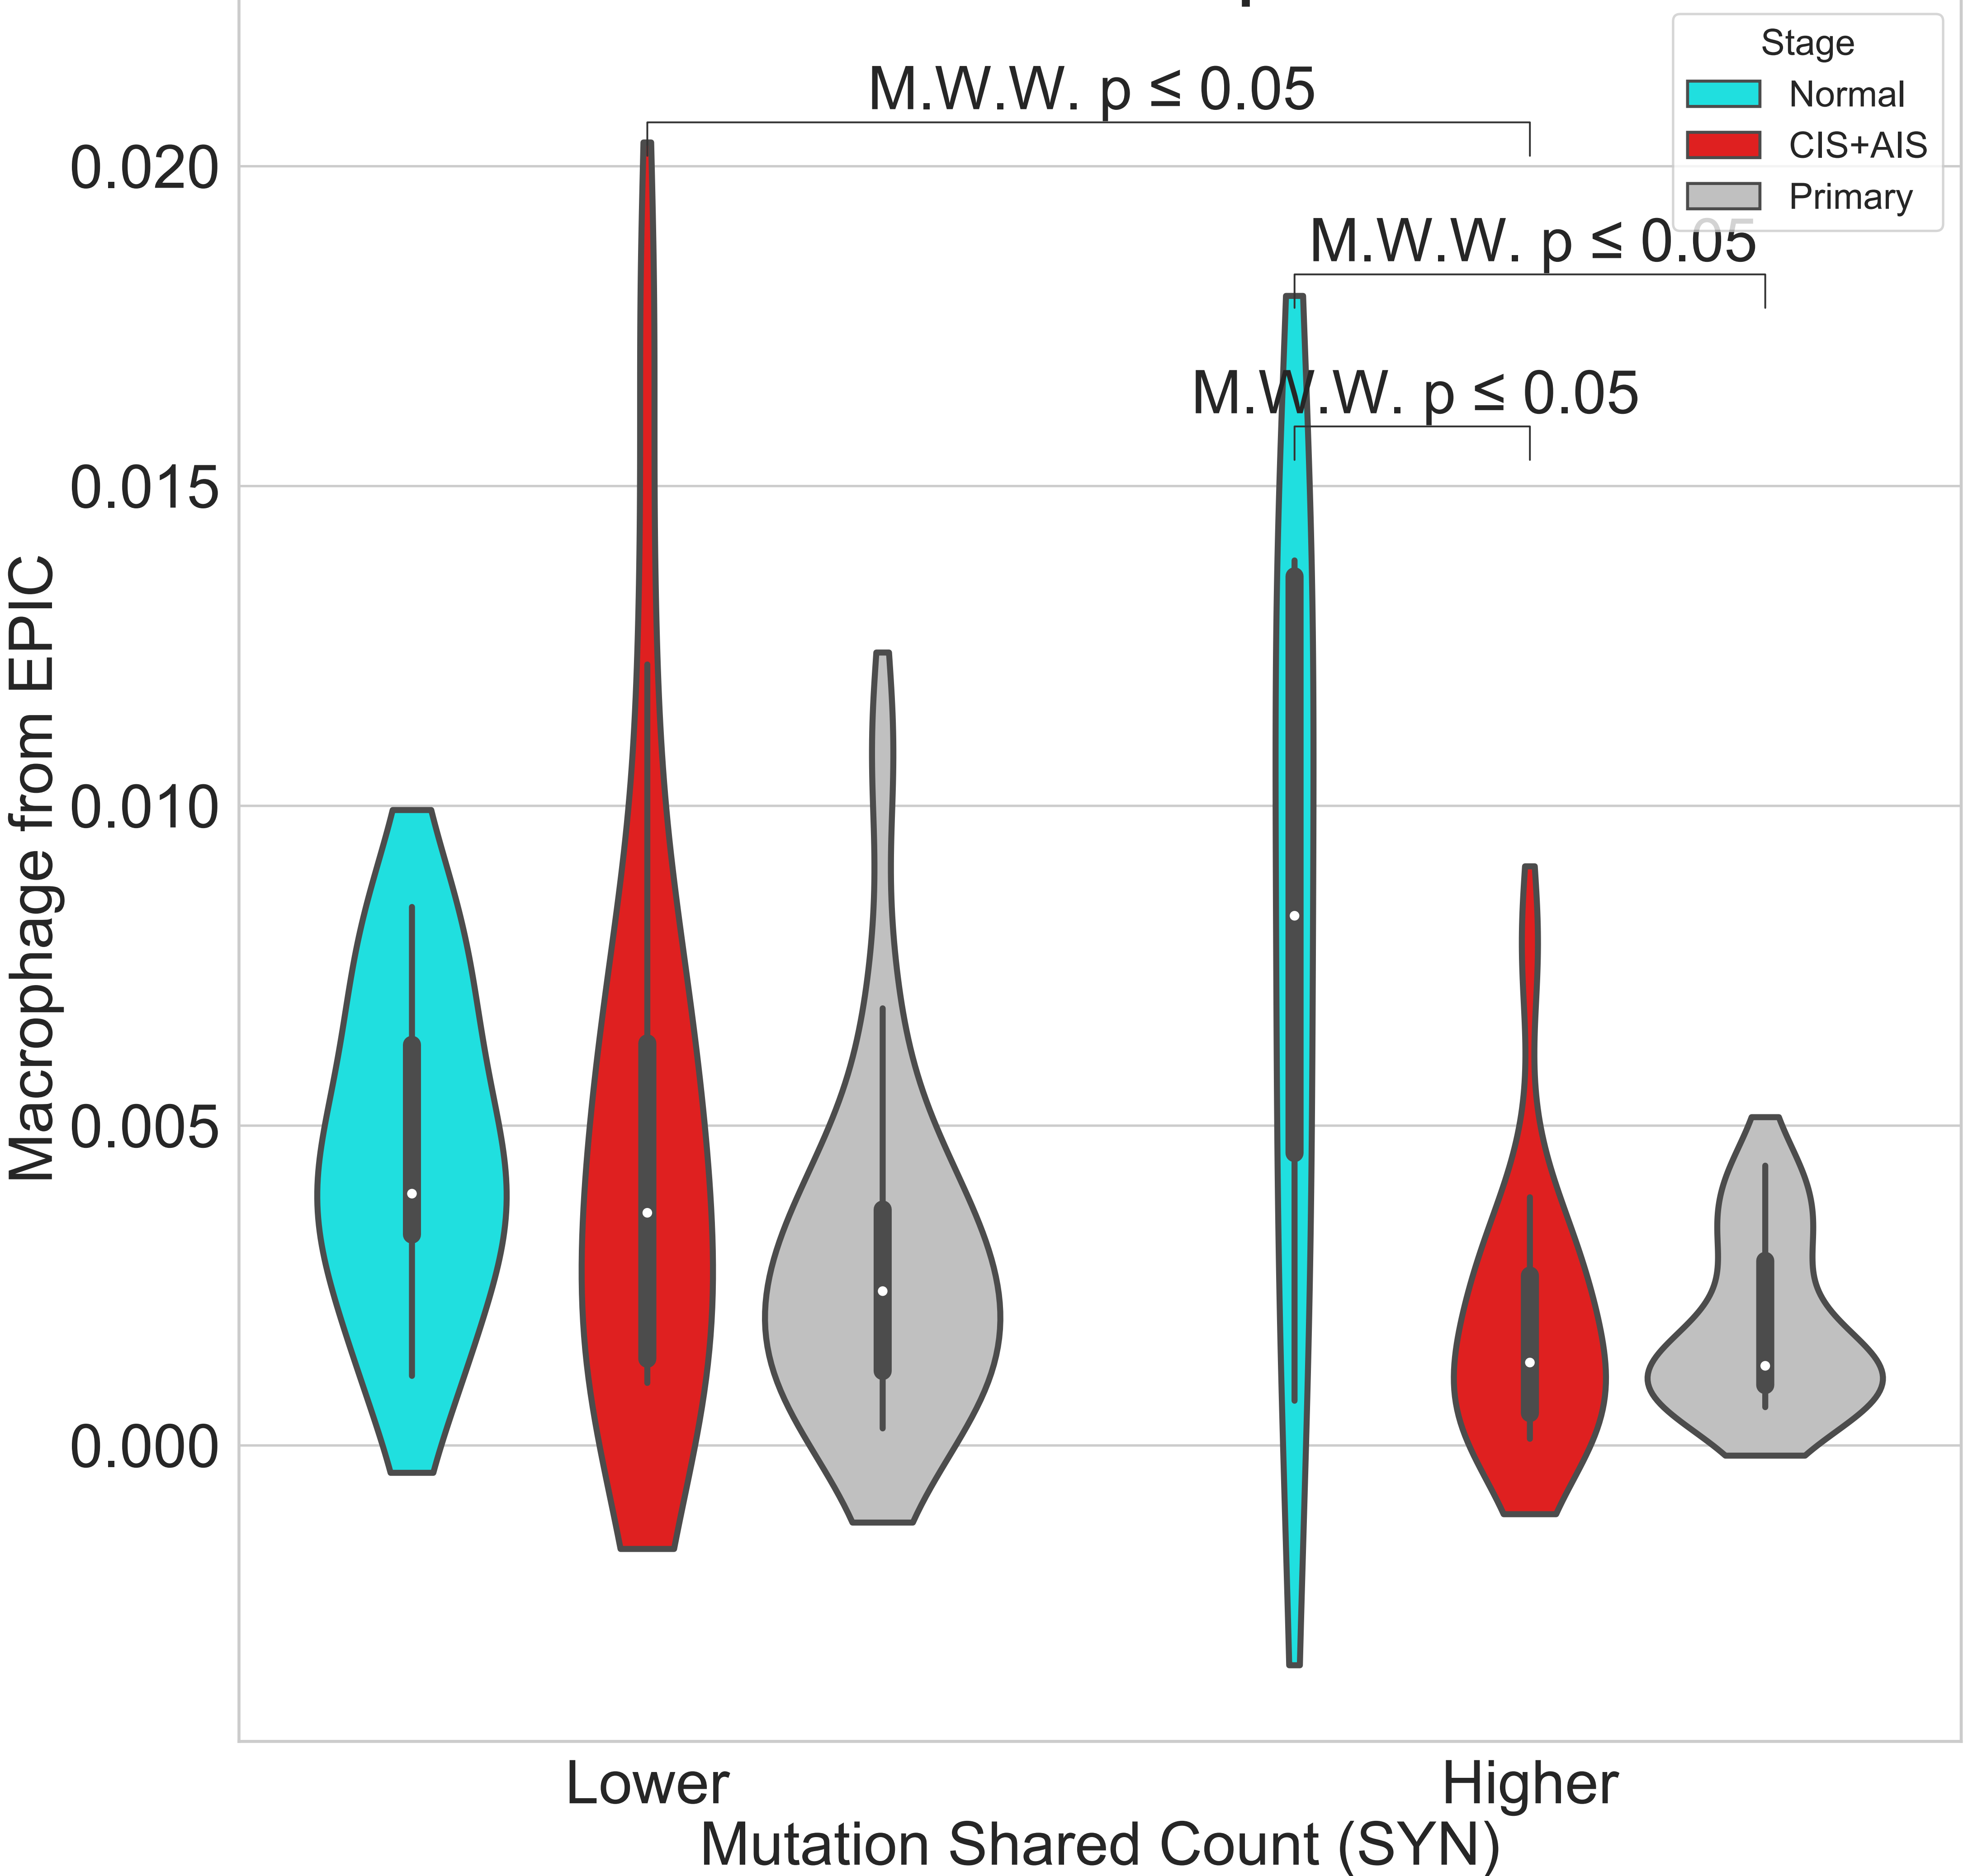 Stage
Normal
CIS+AIS
Primary
M.W.W. p ≤ 0.05
M.W.W. p ≤ 0.05
M.W.W. p ≤ 0.05
Macrophage from EPIC
0.020
0.015
0.010
0.005
0.000
Lower
Higher
Mutation Shared Count (SYN)